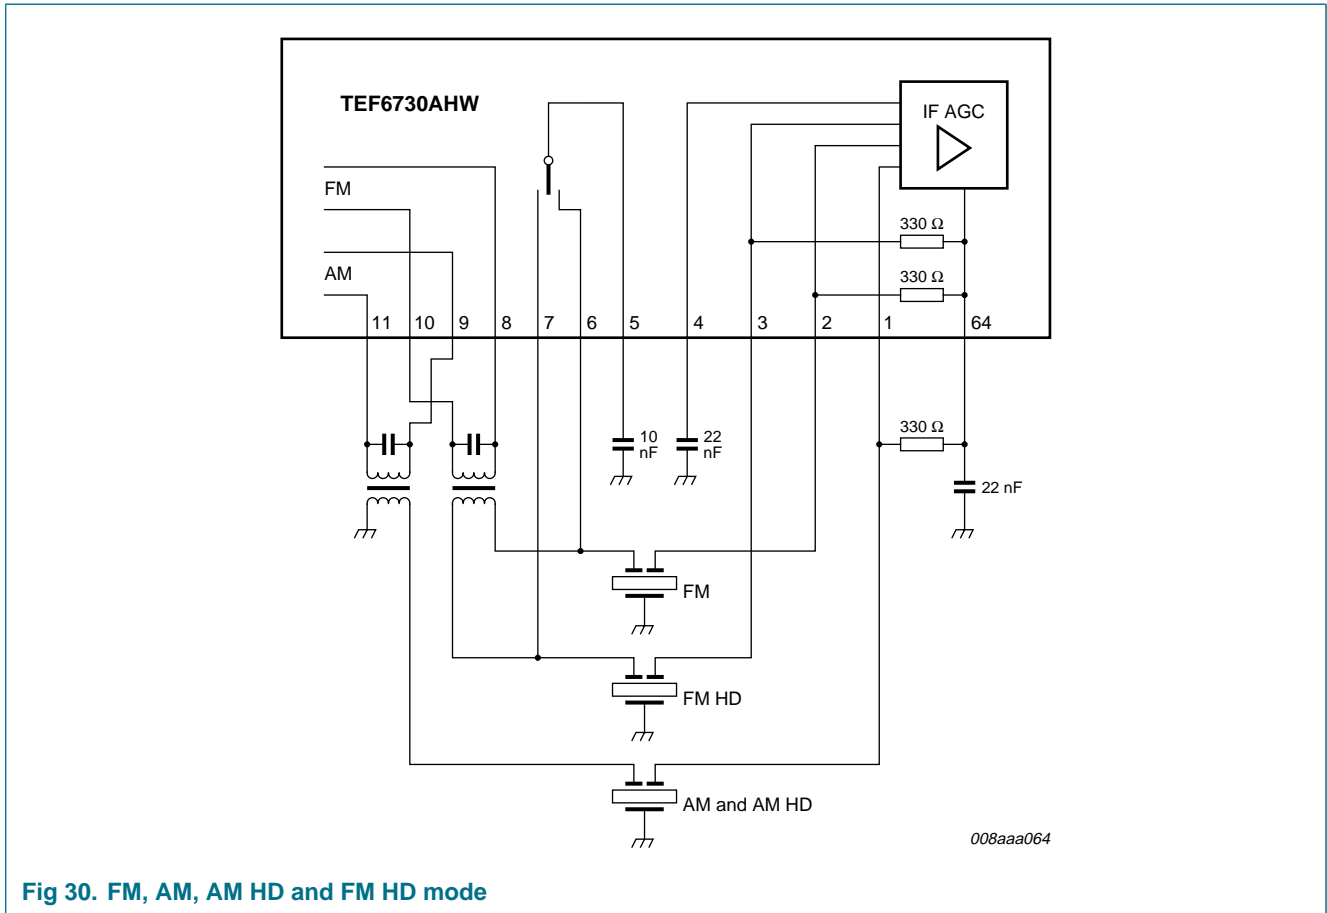 TEF6730AHW
IF AGC
FM
330 Ω
AM
330 Ω
11 10 9 8 7 6 5 4 3 2 1 64
330 Ω
10
nF
22
nF
22 nF
FM
FM HD
AM and AM HD
008aaa064
Fig 30. FM, AM, AM HD and FM HD mode